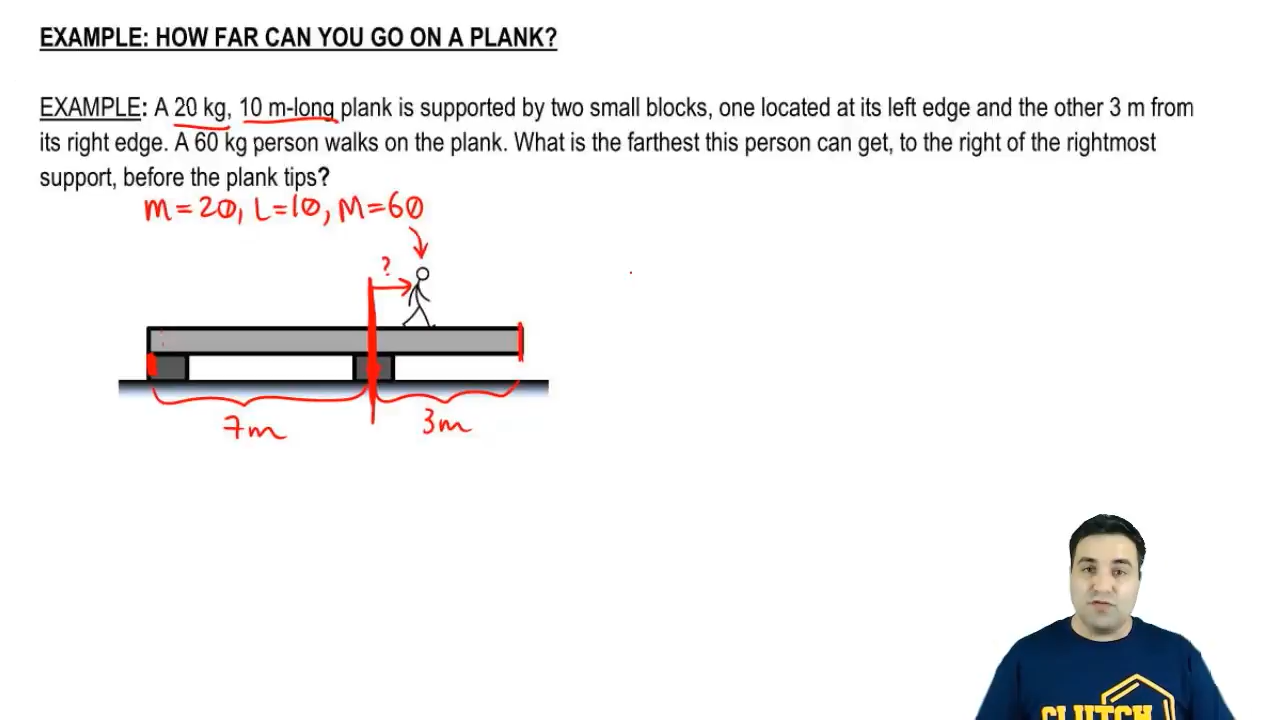 EXAMPLE: HOW FAR CAN YOU GO ON A PLANK?
EXAMPLE: A 20 kg, 10 m-long plank is supported by two small blocks, one located at its left edge and the other 3 m from
its right edge. A 60 kg person walks on the plank. What is the farthest this person can get, to the right of the rightmost
support, before the plank tips?
m=20, L=10, M=60
?
7m
3m
CLUTCH